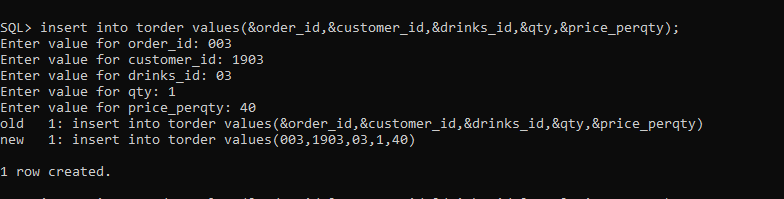 SQL> insert into torder values(&order_id,&customer_id,&drinks_id,&qty,&price_perqty);
Enter value for order_id: 003
Enter value for customer_id: 1903
Enter value for drinks_id: 03
Enter value for qty: 1
Enter value for price_perqty: 40
old   1: insert into torder values(&order_id,&customer_id,&drinks_id,&qty,&price_perqty)
new   1: insert into torder values(003,1903,03,1,40)
1 row created.